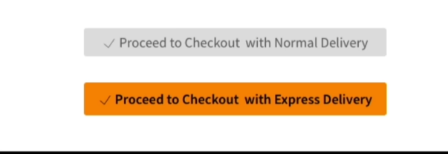 ✓ Proceed to Checkout with Normal Delivery
✓ Proceed to Checkout with Express Delivery